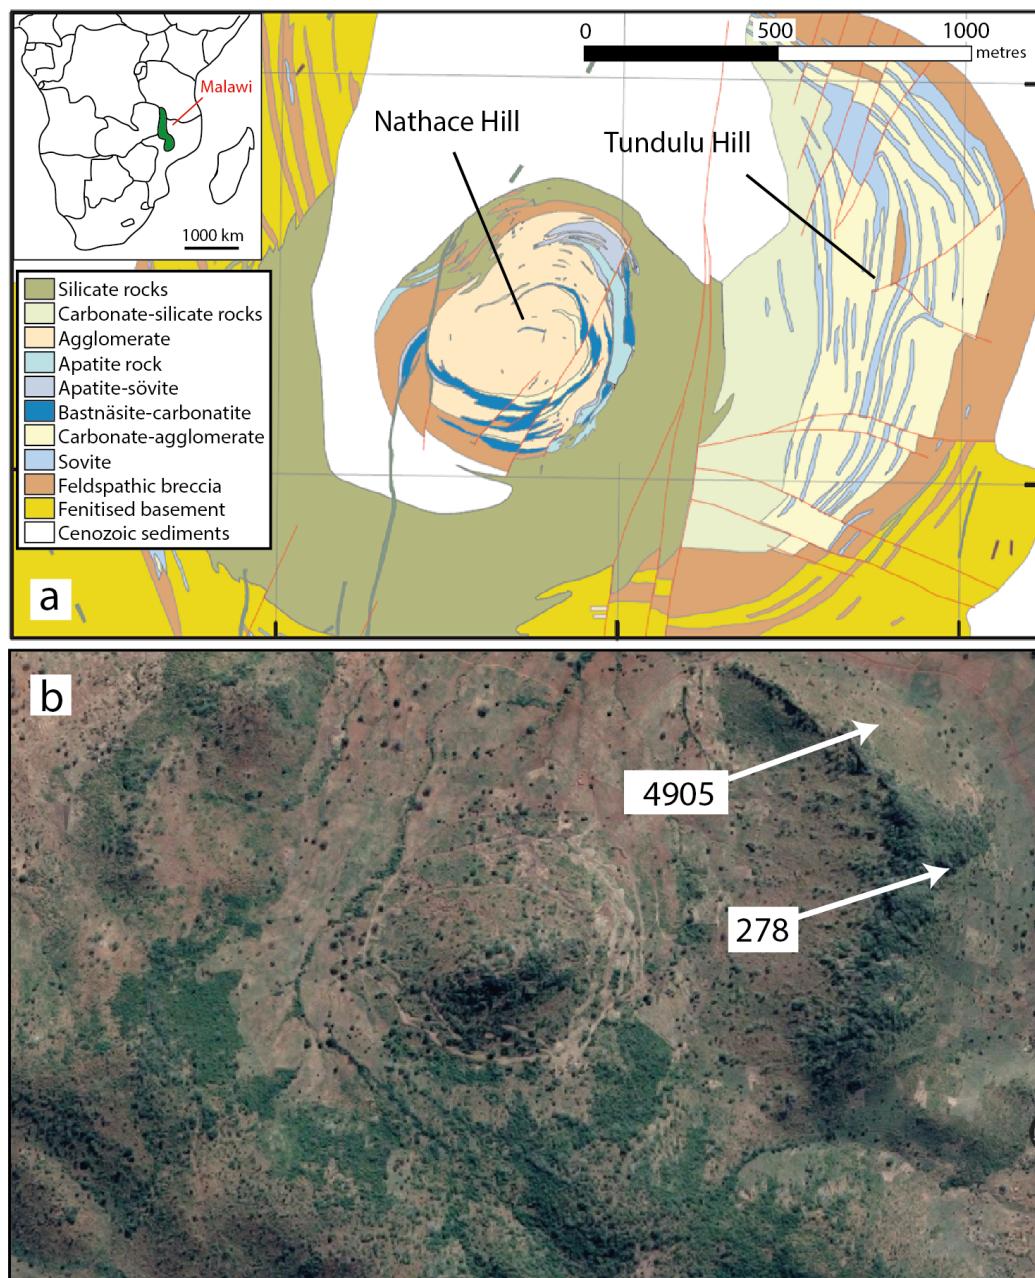 0 500 1000
metres
Malawi
Nathace Hill
Tundulu Hill
1000 km
Silicate rocks
Carbonate-silicate rocks
Agglomerate
Apatite rock
Apatite-sövite
Bastnäsite-carbonatite
Carbonate-agglomerate
Sovite
Feldspathic breccia
Fenitised basement
Cenozoic sediments
a
b
4905
278